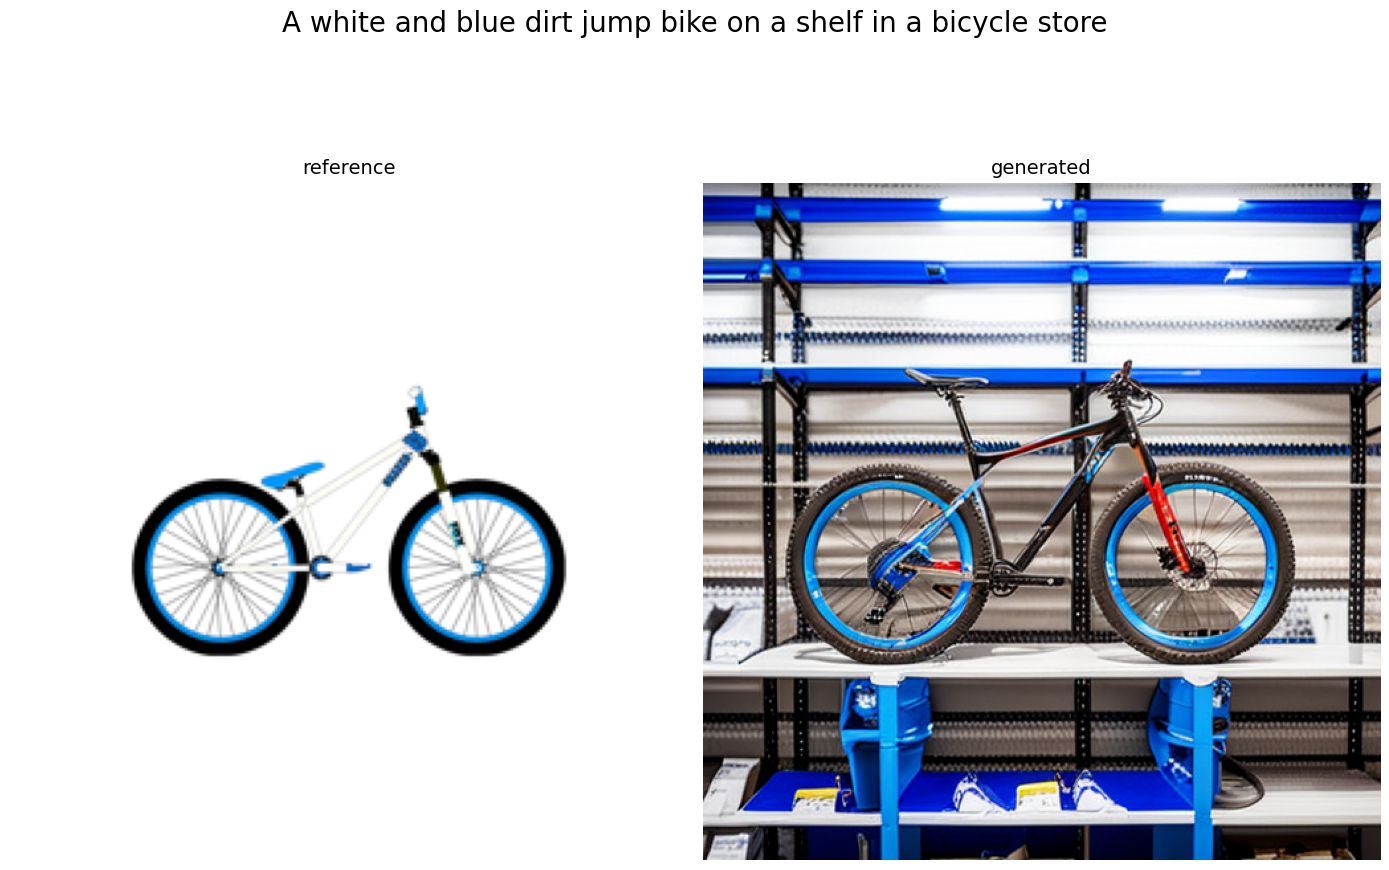 A white and blue dirt jump bike on a shelf in a bicycle store
reference
generated